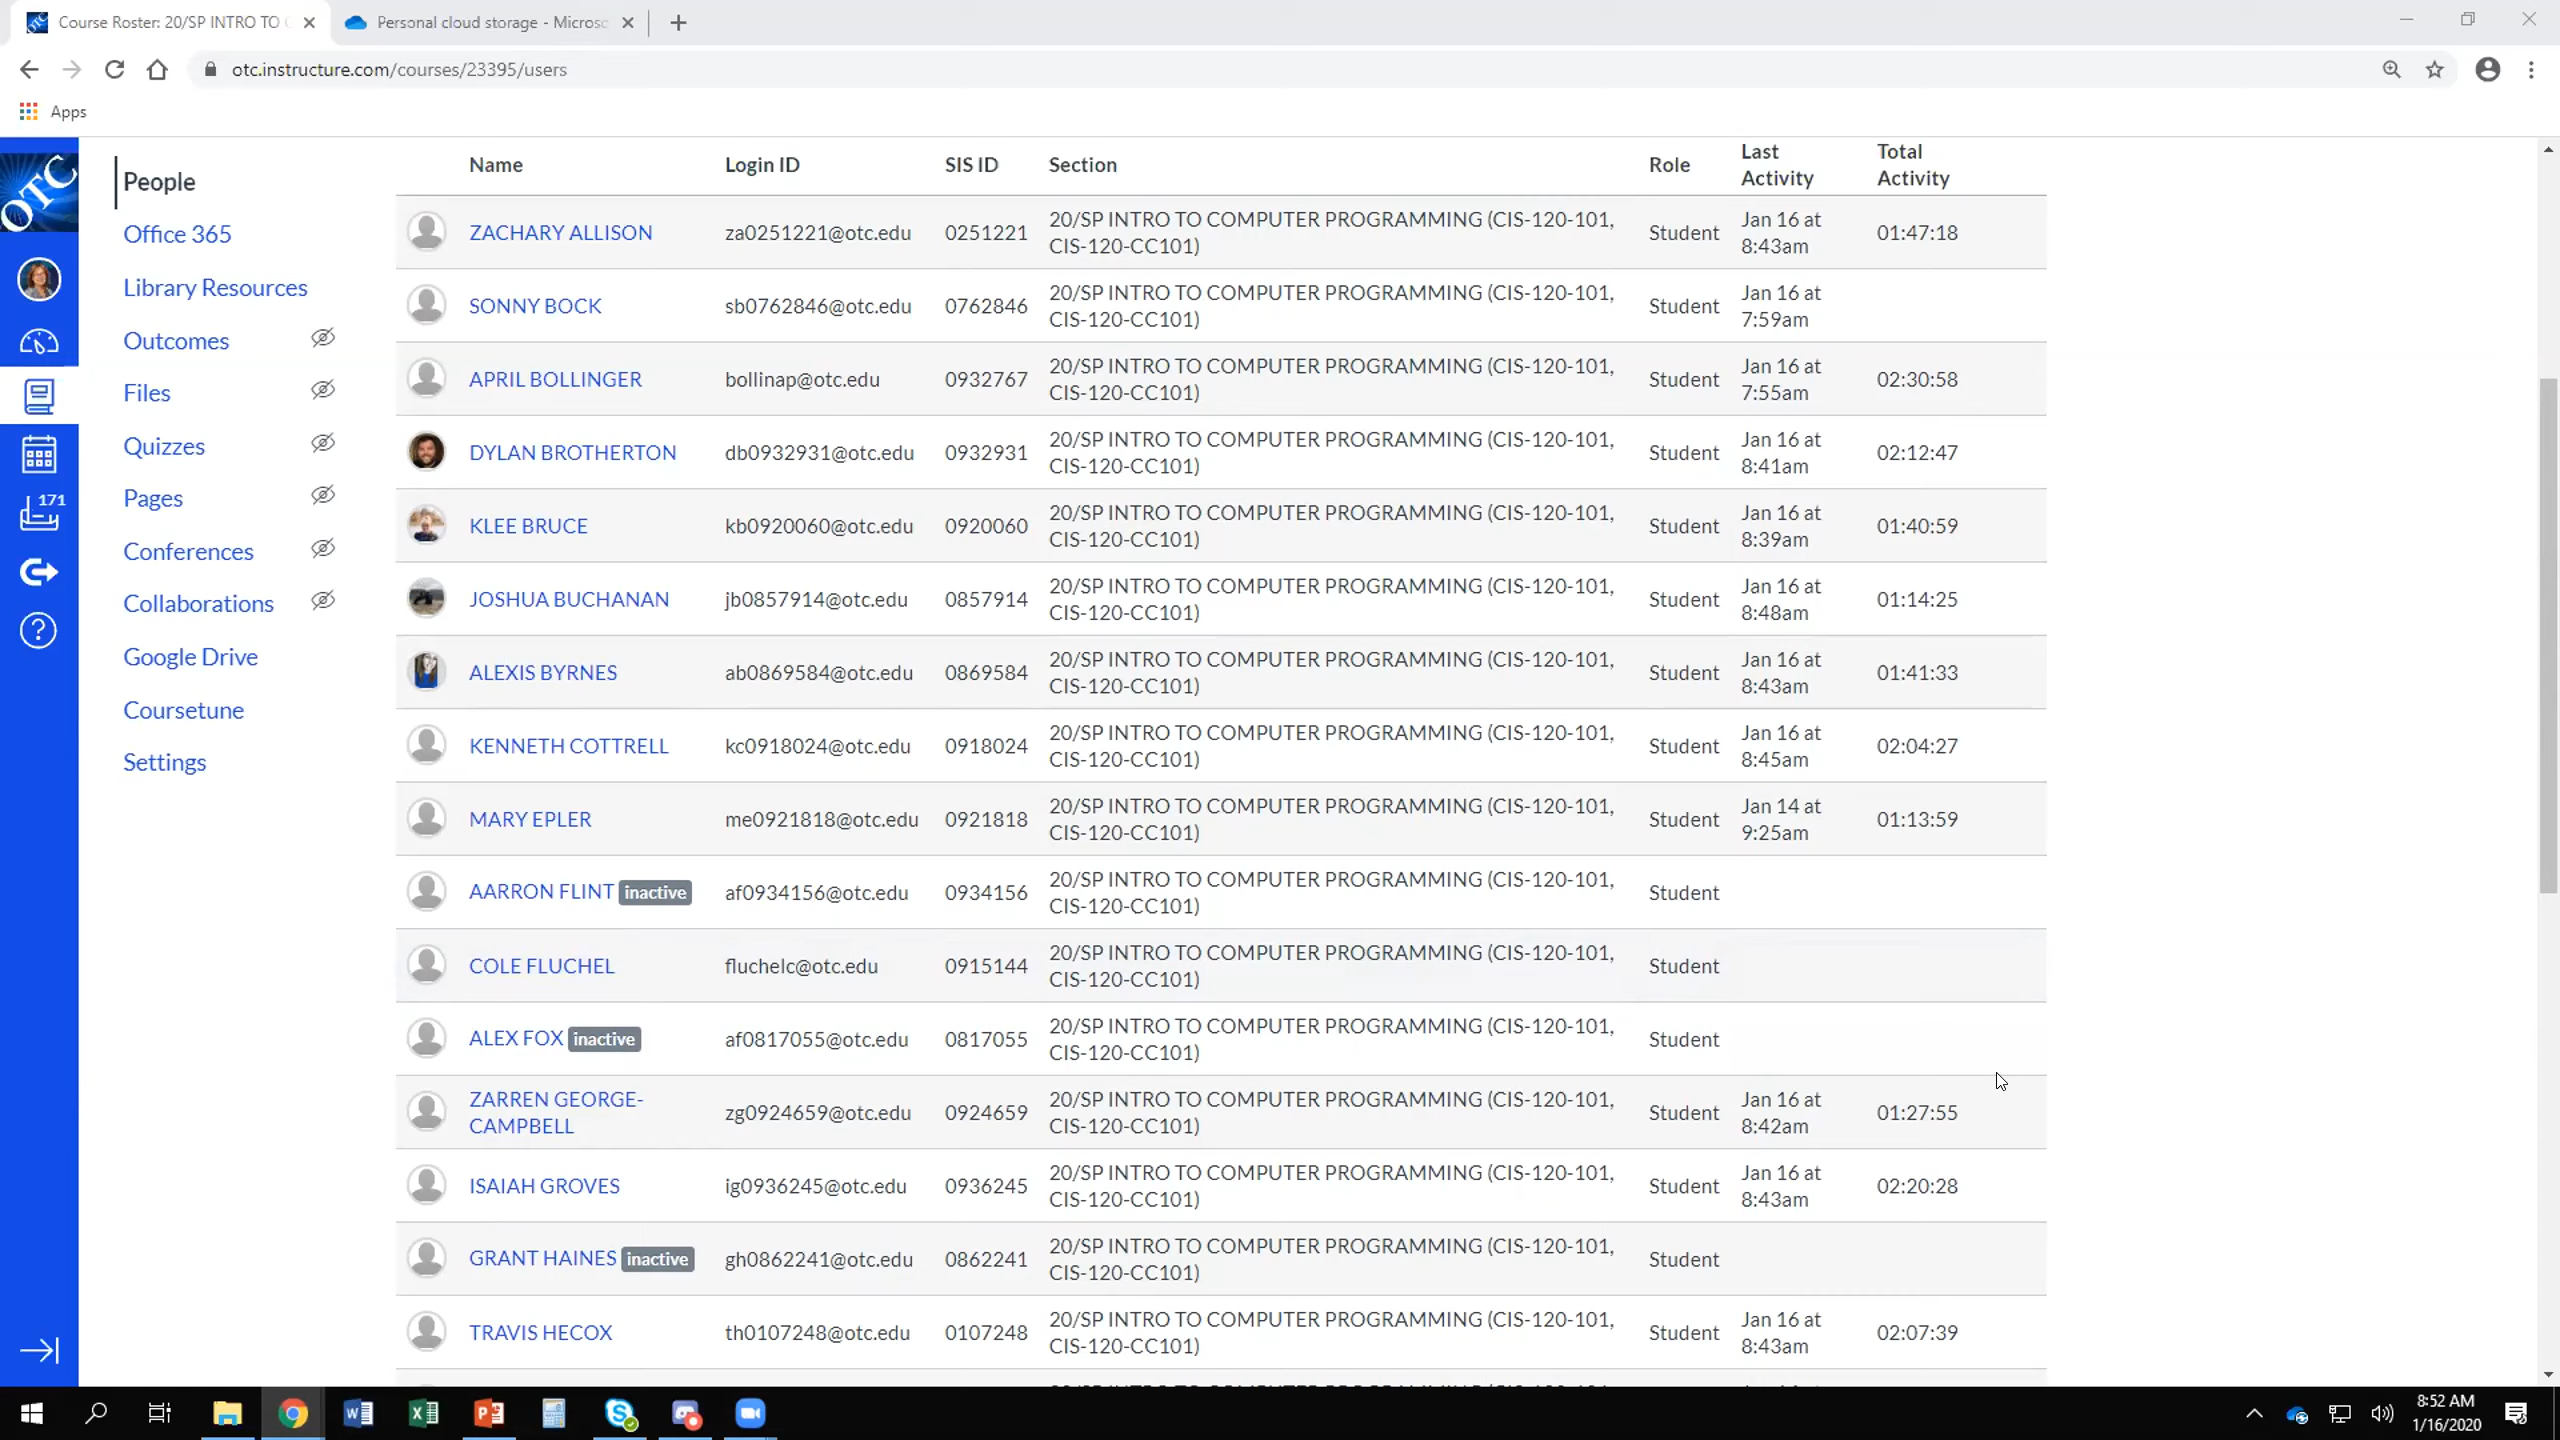 Course Roster: 20/SP INTRO TO
Personal cloud storage - Micros
otc.instructure.com/courses/23395/users
Apps
OTC
171
People
Office 365
Library Resources
Outcomes
Files
Quizzes
Pages
Conferences
Collaborations
Google Drive
Coursetune
Settings
Name Login ID SIS ID Section Role Last Activity Total Activity
ZACHARY ALLISON za0251221@otc.edu 0251221 20/SP INTRO TO COMPUTER PROGRAMMING (CIS-120-101, CIS-120-CC101) Student Jan 16 at 8:43am 01:47:18
SONNY BOCK sb0762846@otc.edu 0762846 20/SP INTRO TO COMPUTER PROGRAMMING (CIS-120-101, CIS-120-CC101) Student Jan 16 at 7:59am
APRIL BOLLINGER bollinap@otc.edu 0932767 20/SP INTRO TO COMPUTER PROGRAMMING (CIS-120-101, CIS-120-CC101) Student Jan 16 at 7:55am 02:30:58
DYLAN BROTHERTON db0932931@otc.edu 0932931 20/SP INTRO TO COMPUTER PROGRAMMING (CIS-120-101, CIS-120-CC101) Student Jan 16 at 8:41am 02:12:47
KLEE BRUCE kb0920060@otc.edu 0920060 20/SP INTRO TO COMPUTER PROGRAMMING (CIS-120-101, CIS-120-CC101) Student Jan 16 at 8:39am 01:40:59
JOSHUA BUCHANAN jb0857914@otc.edu 0857914 20/SP INTRO TO COMPUTER PROGRAMMING (CIS-120-101, CIS-120-CC101) Student Jan 16 at 8:48am 01:14:25
ALEXIS BYRNES ab0869584@otc.edu 0869584 20/SP INTRO TO COMPUTER PROGRAMMING (CIS-120-101, CIS-120-CC101) Student Jan 16 at 8:43am 01:41:33
KENNETH COTTRELL kc0918024@otc.edu 0918024 20/SP INTRO TO COMPUTER PROGRAMMING (CIS-120-101, CIS-120-CC101) Student Jan 16 at 8:45am 02:04:27
MARY EPLER me0921818@otc.edu 0921818 20/SP INTRO TO COMPUTER PROGRAMMING (CIS-120-101, CIS-120-CC101) Student Jan 14 at 9:25am 01:13:59
AARRON FLINT inactive af0934156@otc.edu 0934156 20/SP INTRO TO COMPUTER PROGRAMMING (CIS-120-101, CIS-120-CC101) Student
COLE FLUCHEL fluchelc@otc.edu 0915144 20/SP INTRO TO COMPUTER PROGRAMMING (CIS-120-101, CIS-120-CC101) Student
ALEX FOX inactive af0817055@otc.edu 0817055 20/SP INTRO TO COMPUTER PROGRAMMING (CIS-120-101, CIS-120-CC101) Student
ZARREN GEORGE-CAMPBELL zg0924659@otc.edu 0924659 20/SP INTRO TO COMPUTER PROGRAMMING (CIS-120-101, CIS-120-CC101) Student Jan 16 at 8:42am 01:27:55
ISAIAH GROVES ig0936245@otc.edu 0936245 20/SP INTRO TO COMPUTER PROGRAMMING (CIS-120-101, CIS-120-CC101) Student Jan 16 at 8:43am 02:20:28
GRANT HAINES inactive gh0862241@otc.edu 0862241 20/SP INTRO TO COMPUTER PROGRAMMING (CIS-120-101, CIS-120-CC101) Student
TRAVIS HECOX th0107248@otc.edu 0107248 20/SP INTRO TO COMPUTER PROGRAMMING (CIS-120-101, CIS-120-CC101) Student Jan 16 at 8:43am 02:07:39
8:52 AM
1/16/2020